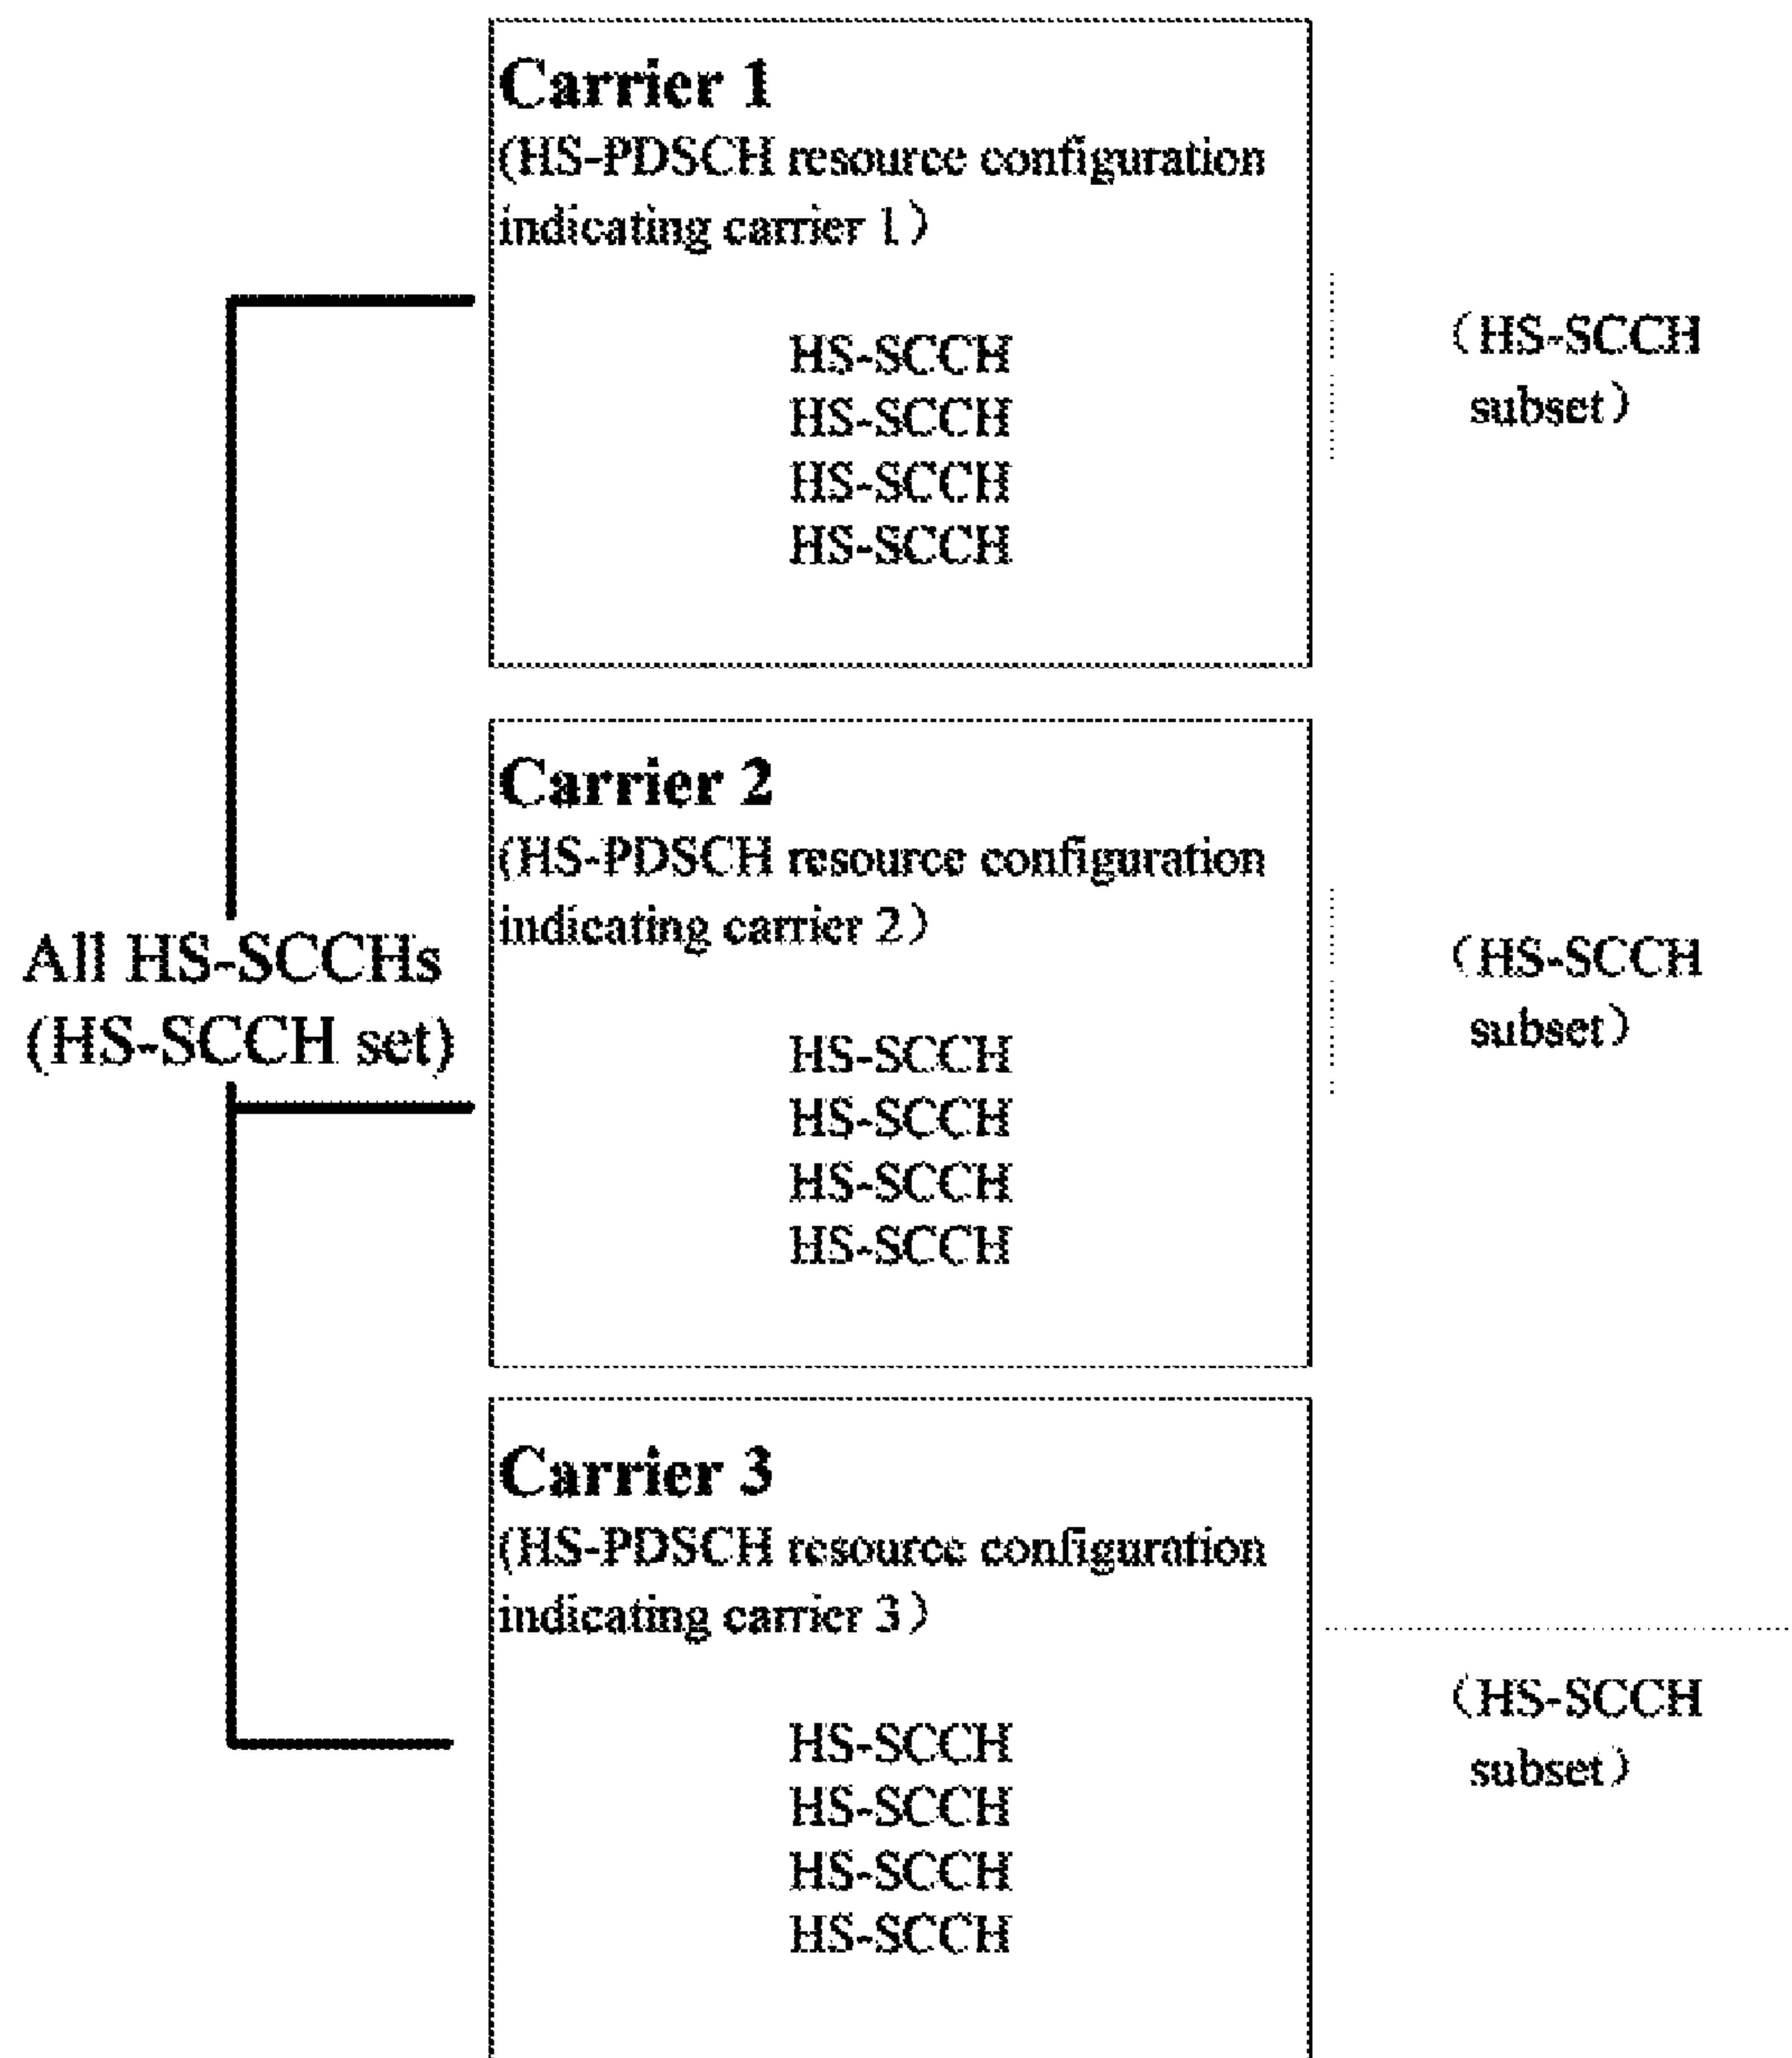 Carrier 1
(HS-PDSCH resource configuration
indicating carrier 1)
HS-SCCH
HS-SCCH
HS-SCCH
HS-SCCH
(HS-SCCH
subset)
Carrier 2
(HS-PDSCH resource configuration
indicating carrier 2)
HS-SCCH
HS-SCCH
HS-SCCH
HS-SCCH
(HS-SCCH
subset)
All HS-SCCHs
(HS-SCCH set)
Carrier 3
(HS-PDSCH resource configuration
indicating carrier 3)
HS-SCCH
HS-SCCH
HS-SCCH
HS-SCCH
(HS-SCCH
subset)